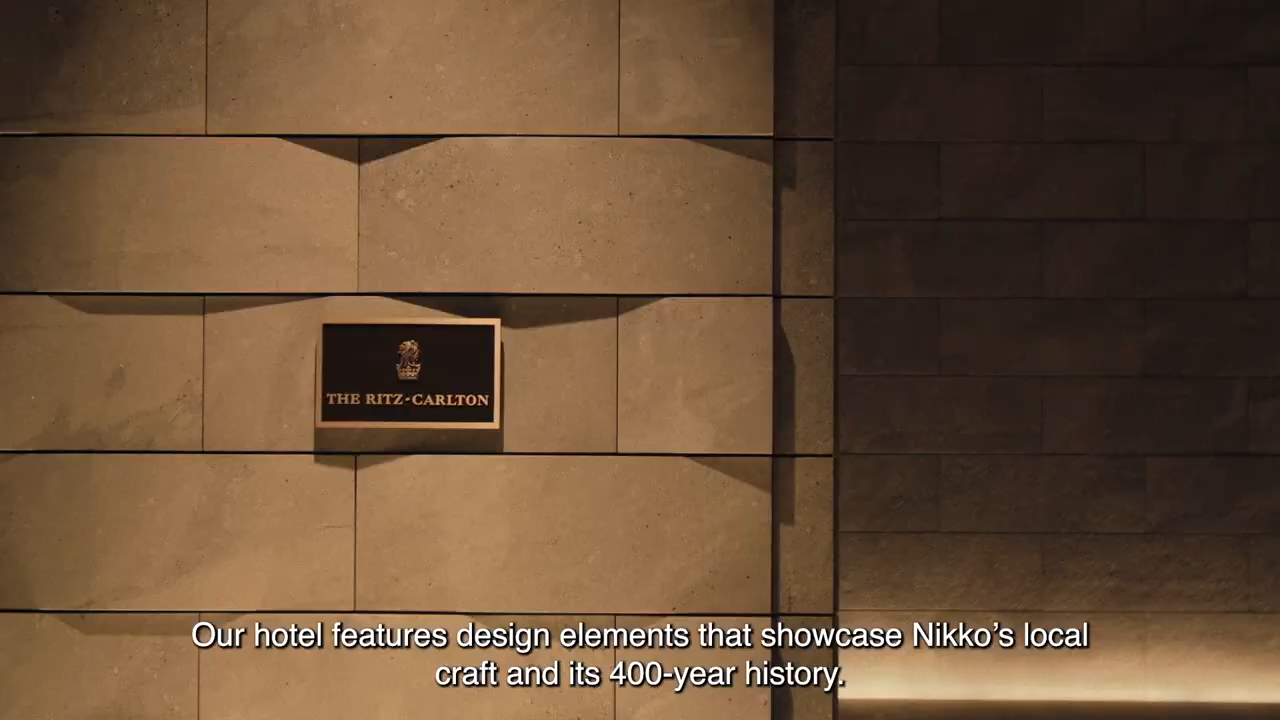 THE RITZ-CARLTON
Our hotel features design elements that showcase Nikko’s local
craft and its 400-year history.